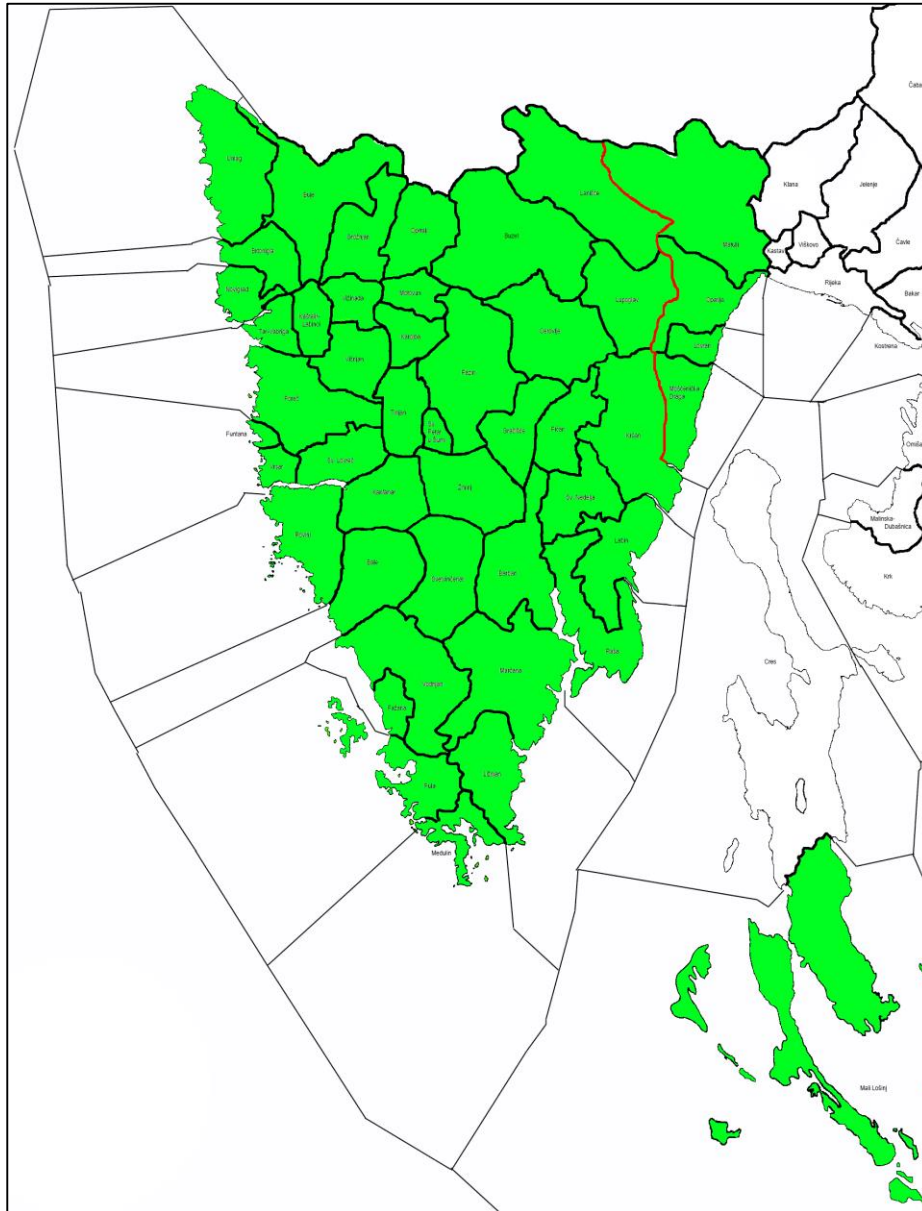 Čabar
Umag
Buje
Lanišće
Klana
Jelenje
Brtonigla
Grožnjan
Oprtalj
Buzet
Matulji
Kastav
Viškovo
Čavle
Rijeka
Bakar
Novigrad
Vižinada
Motovun
Lupoglav
Opatija
Kaštelir-
Labinci
Tar-Vabriga
Karojba
Cerovlje
Lovran
Kostrena
Višnjan
Pazin
Mošćenička
Draga
Poreč
Tinjan
Sv.
Petar
u Šumi
Gračišće
Pićan
Kršan
Funtana
Vrsar
Sv. Lovreč
Omišalj
Kanfanar
Žminj
Sv. Nedelja
Malinska-
Dubašnica
Rovinj
Bale
Svetvinčenat
Barban
Labin
Krk
Raša
Cres
Vodnjan
Marčana
Fažana
Pula
Ližnjan
Medulin
Mali Lošinj